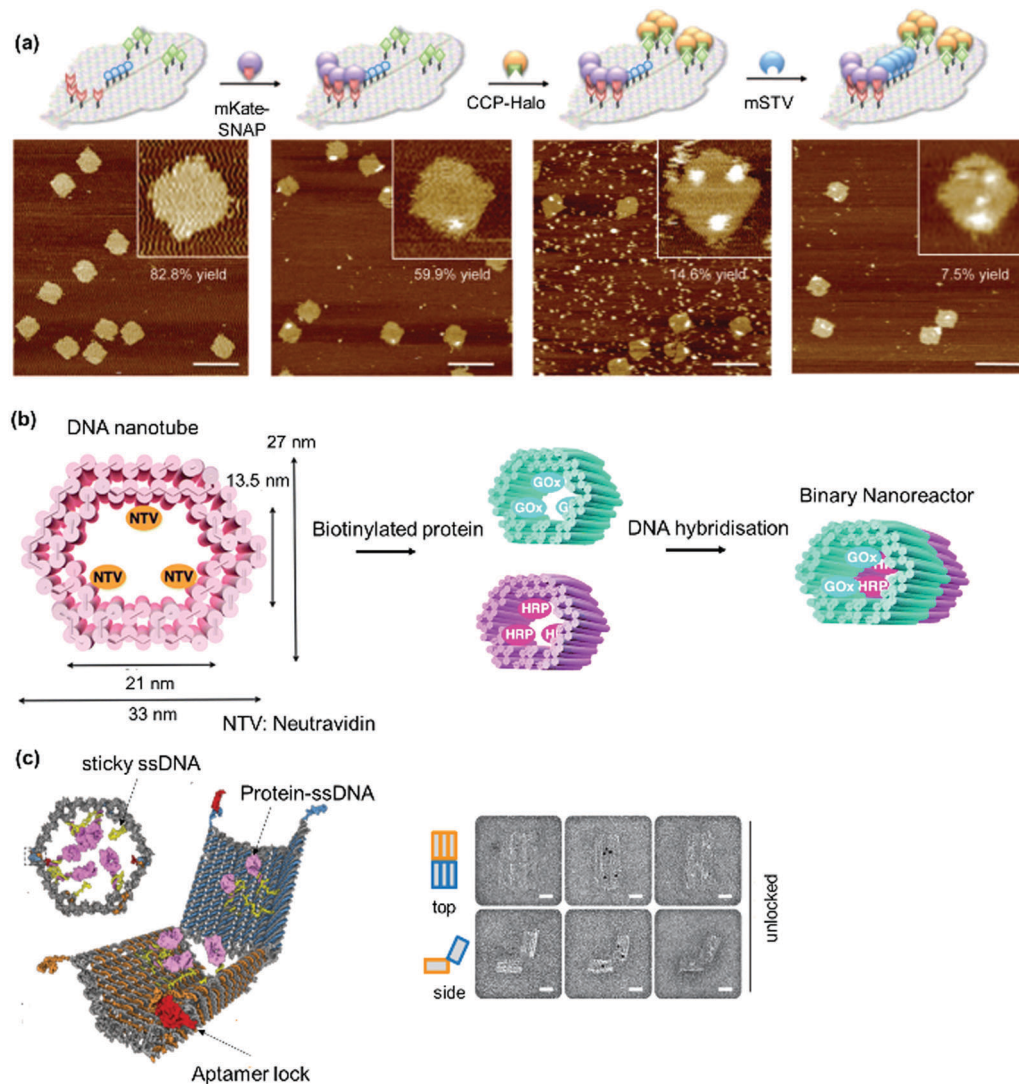 (a)
mKate-
SNAP
CCP-Halo
mSTV
82.8% yield
59.9% yield
14.6% yield
7.5% yield
(b)
DNA nanotube
27 nm
13.5 nm
NTV
NTV
NTV
21 nm
33 nm
NTV: Neutravidin
Biotinylated protein
GOx
GOx
G
HRP
HRP
DNA hybridisation
Binary Nanoreactor
GOx
GOx
HRP
(c)
sticky ssDNA
Protein-ssDNA
Aptamer lock
top
side
unlocked